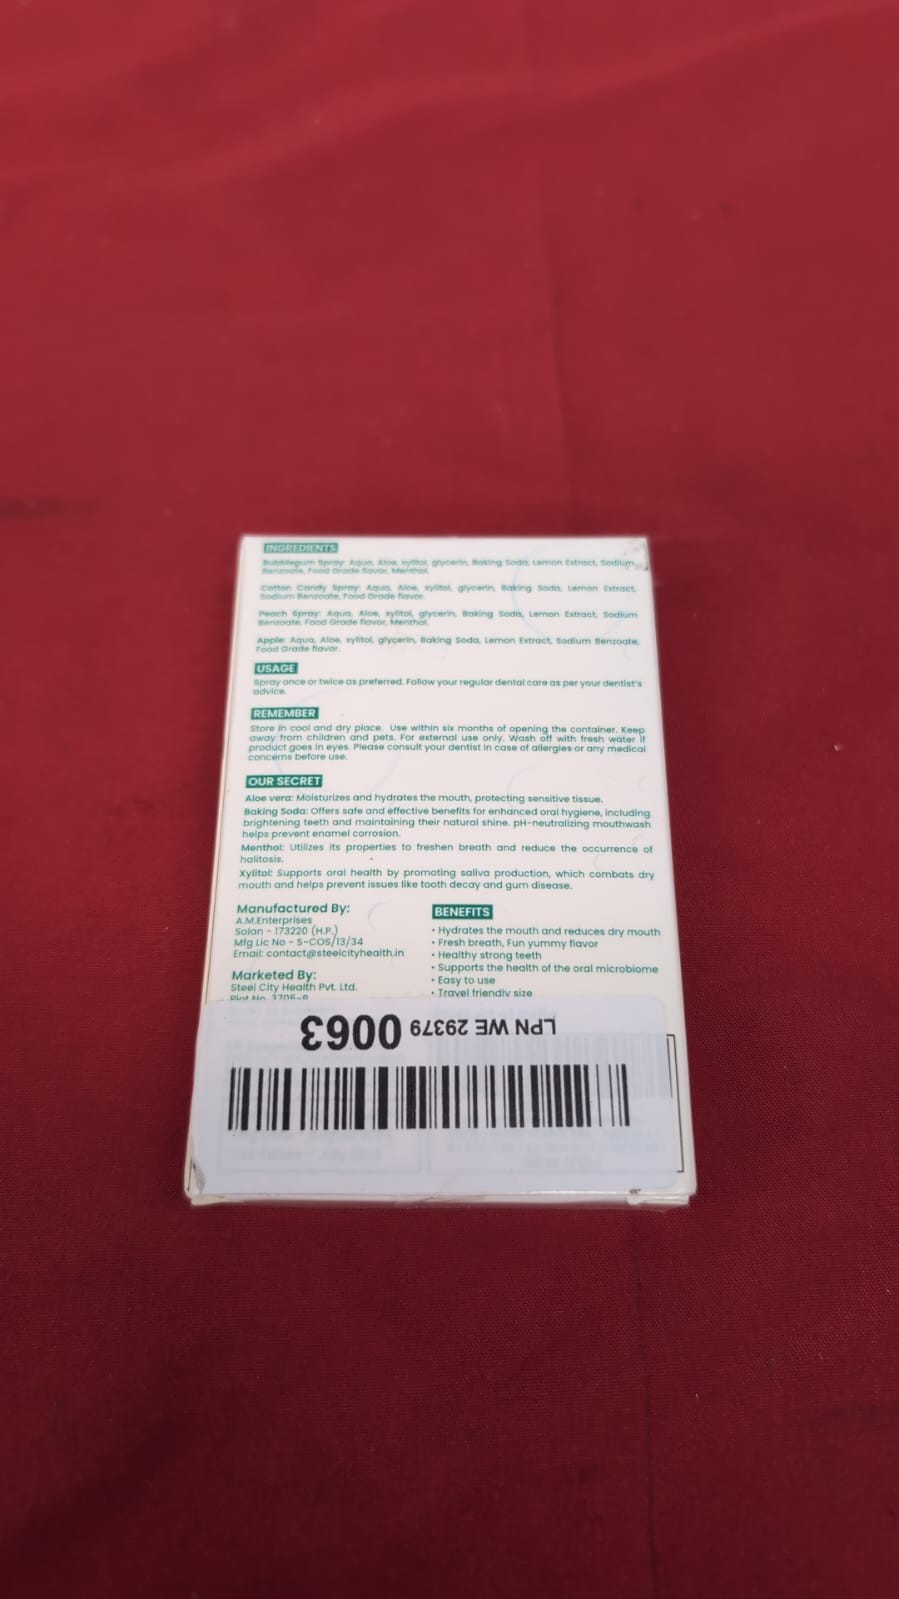 INGREDIENTS
Bubblegum Spray: Aqua, Aloe, xylitol, glycerin, Baking Soda, Lemon Extract, Sodium
Benzoate, Food Grade flavor, Menthol.
Cotton Candy Spray: Aqua, Aloe, xylitol, glycerin, Baking Soda, Lemon Extract,
Sodium Benzoate, Food Grade flavor.
Peach Spray: Aqua, Aloe, xylitol, glycerin, Baking Soda, Lemon Extract, Sodium
Benzoate, Food Grade flavor, Menthol.
Apple: Aqua, Aloe, xylitol, glycerin, Baking Soda, Lemon Extract, Sodium Benzoate,
Food Grade flavor.
USAGE
Spray once or twice as preferred. Follow your regular dental care as per your dentist's
advice.
REMEMBER
Store in cool and dry place. Use within six months of opening the container. Keep
away from children and pets. For external use only. Wash off with fresh water if
product goes in eyes. Please consult your dentist in case of allergies or any medical
concerns before use.
OUR SECRET
Aloe vera: Moisturizes and hydrates the mouth, protecting sensitive tissue.
Baking Soda: Offers safe and effective benefits for enhanced oral hygiene, including
brightening teeth and maintaining their natural shine. pH-neutralizing mouthwash
helps prevent enamel corrosion.
Menthol: Utilizes its properties to freshen breath and reduce the occurrence of
halitosis.
Xylitol: Supports oral health by promoting saliva production, which combats dry
mouth and helps prevent issues like tooth decay and gum disease.
Manufactured By:
A.M.Enterprises
Solan - 173220 (H.P.)
Mfg Lic No - S-COS/13/34
Email: contact@steelcityhealth.in
Marketed By:
Steel City Health Pvt. Ltd.
Plot No. 3705-P
BENEFITS
• Hydrates the mouth and reduces dry mouth
• Fresh breath, Fun yummy flavor
• Healthy strong teeth
• Supports the health of the oral microbiome
• Easy to use
• Travel friendly size
LPN WE 29379 0063